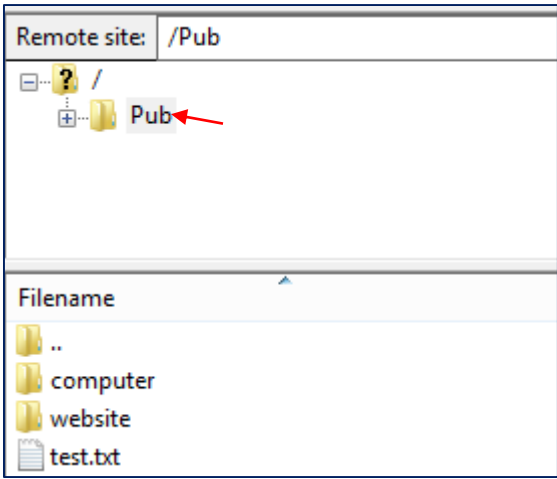 Remote site: /Pub
/
Pub
Filename
..
computer
website
test.txt